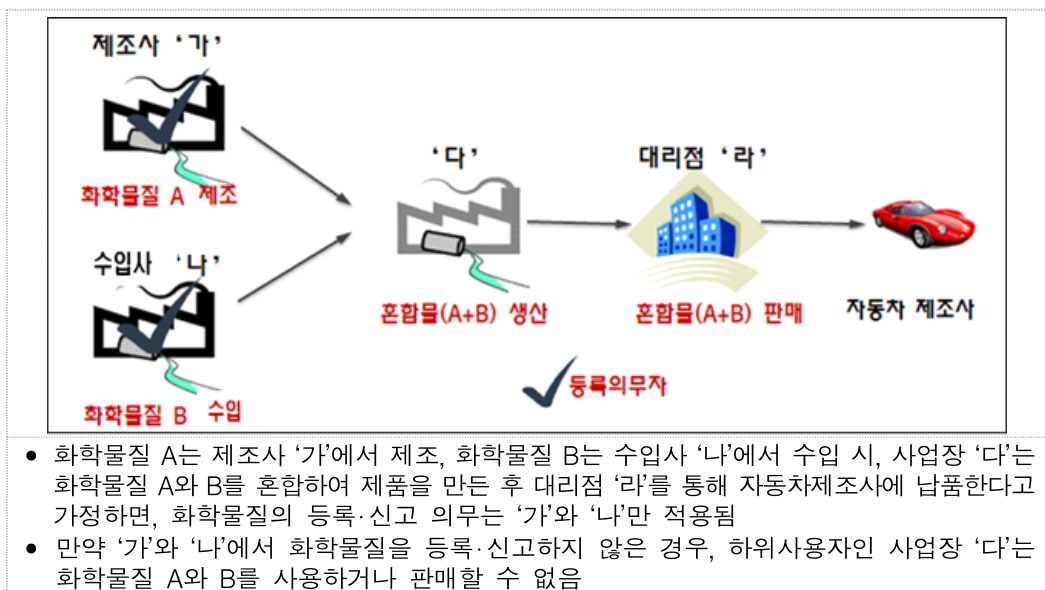 제조사 ‘가’
화학물질 A 제조
수입사 ‘나’
화학물질 B 수입
‘다’
혼합물(A+B) 생산
대리점 ‘라’
혼합물(A+B) 판매
자동차 제조사
등록의무자
• 화학물질 A는 제조사 ‘가’에서 제조, 화학물질 B는 수입사 ‘나’에서 수입 시, 사업장 ‘다’는
화학물질 A와 B를 혼합하여 제품을 만든 후 대리점 ‘라’를 통해 자동차제조사에 납품한다고
가정하면, 화학물질의 등록·신고 의무는 ‘가’와 ‘나’만 적용됨
• 만약 ‘가’와 ‘나’에서 화학물질을 등록·신고하지 않은 경우, 하위사용자인 사업장 ‘다’는
화학물질 A와 B를 사용하거나 판매할 수 없음